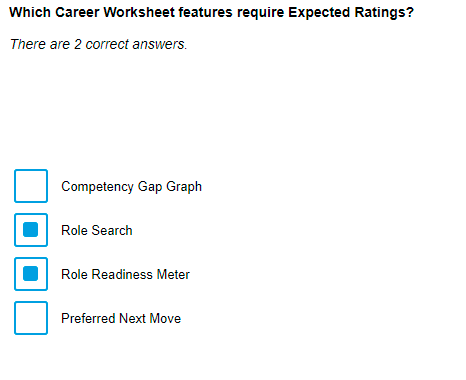 Which Career Worksheet features require Expected Ratings?
There are 2 correct answers.
Competency Gap Graph
Role Search
Role Readiness Meter
Preferred Next Move